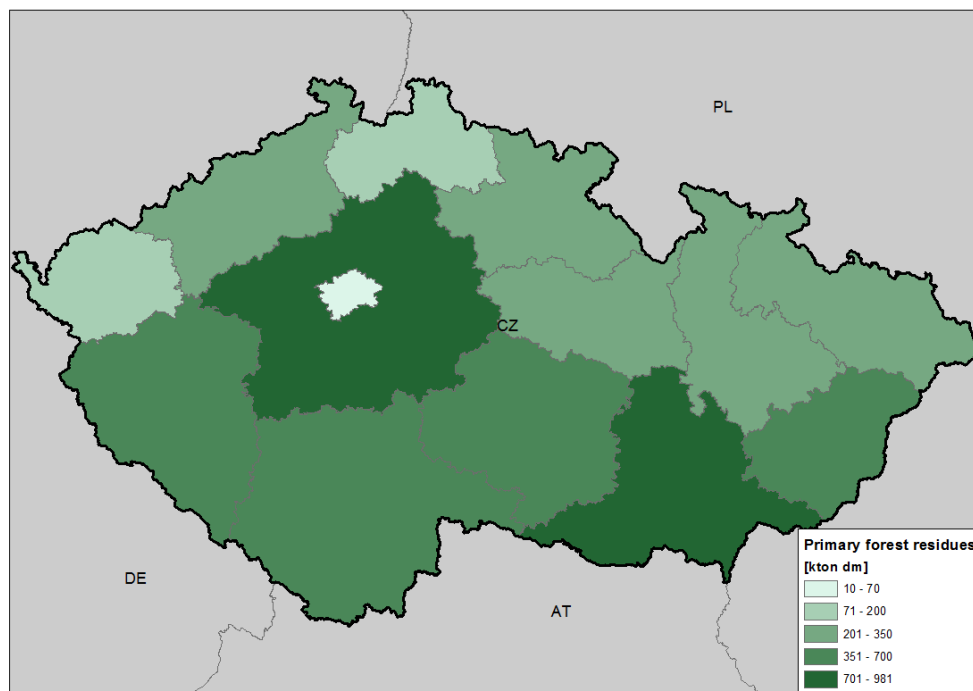 PL
CZ
DE
AT
Primary forest residues
[kton dm]
10 - 70
71 - 200
201 - 350
351 - 700
701 - 981